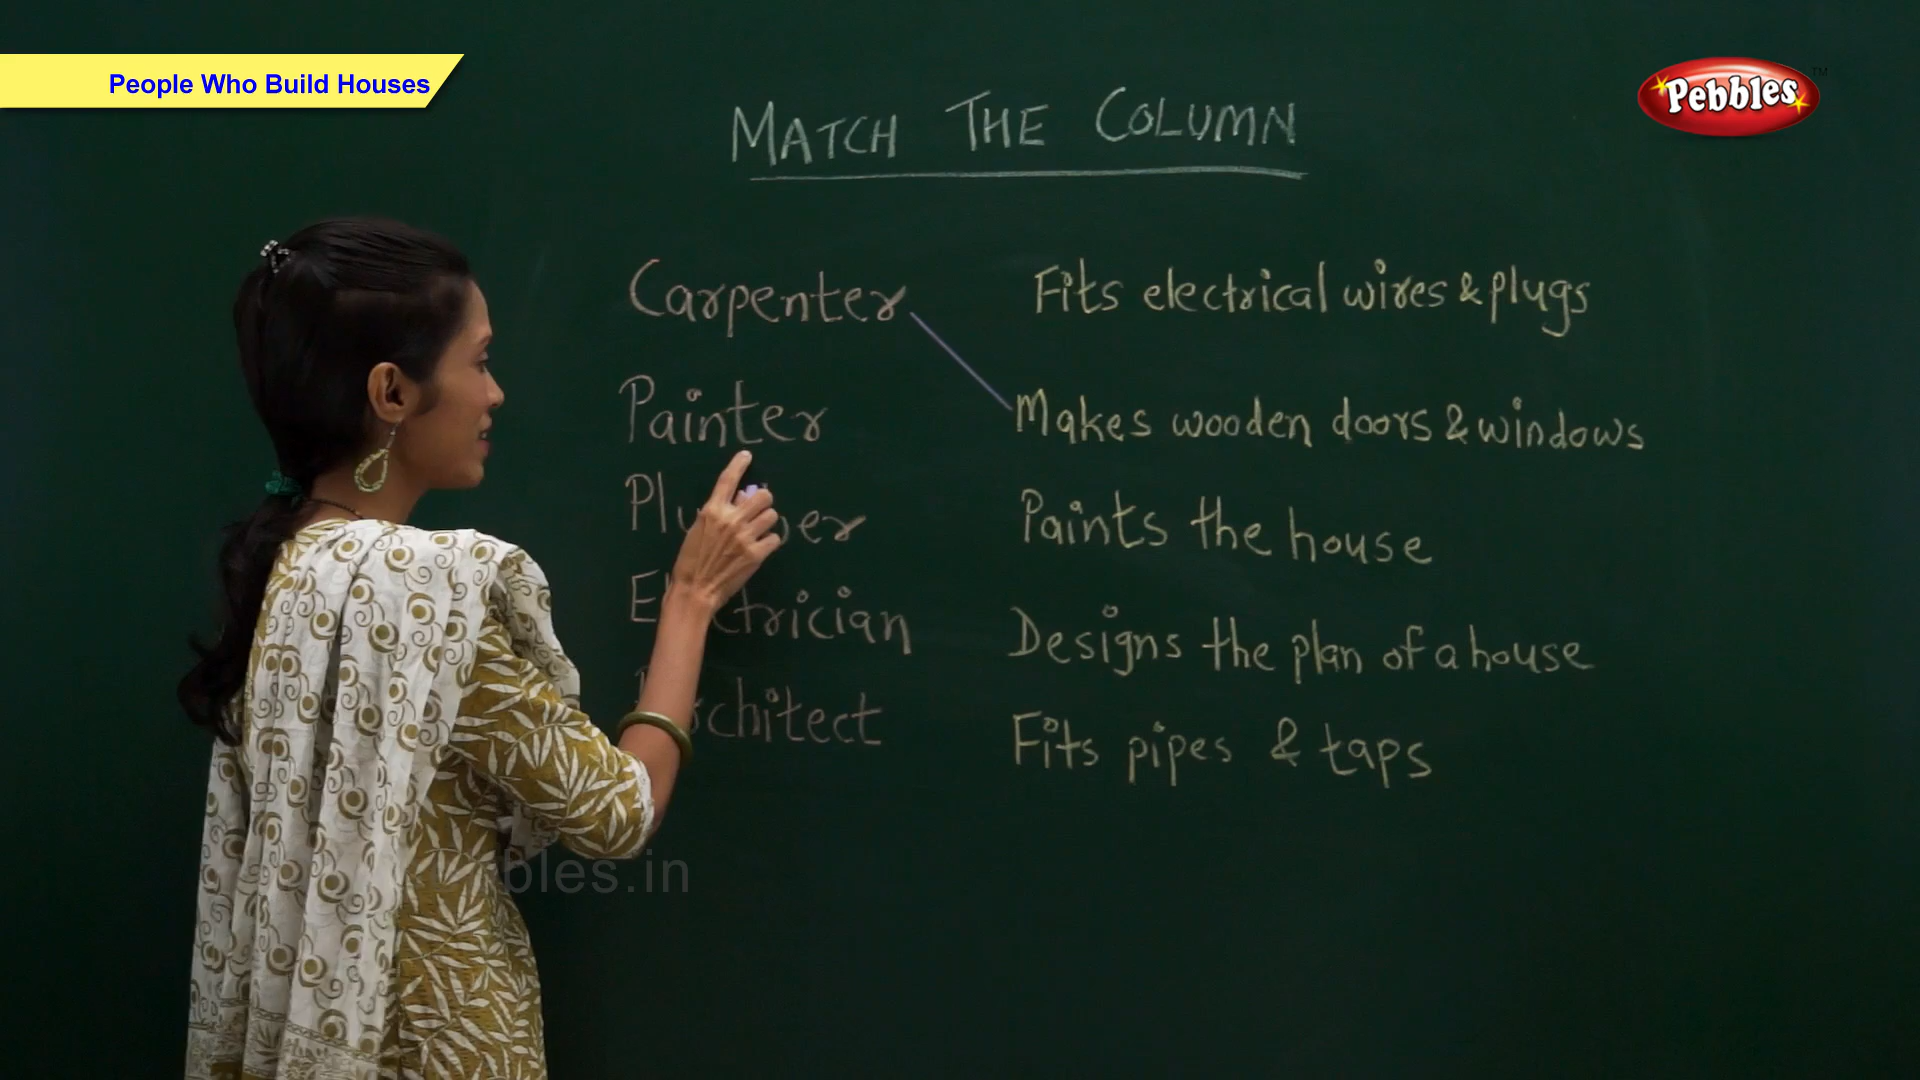 People Who Build Houses
Pebbles TM
MATCH THE COLUMN
Carpenter Fits electrical wires & plugs
Painter Makes wooden doors & windows
Paints the house
Designs the plan of a house
Fits pipes & taps
bles.in